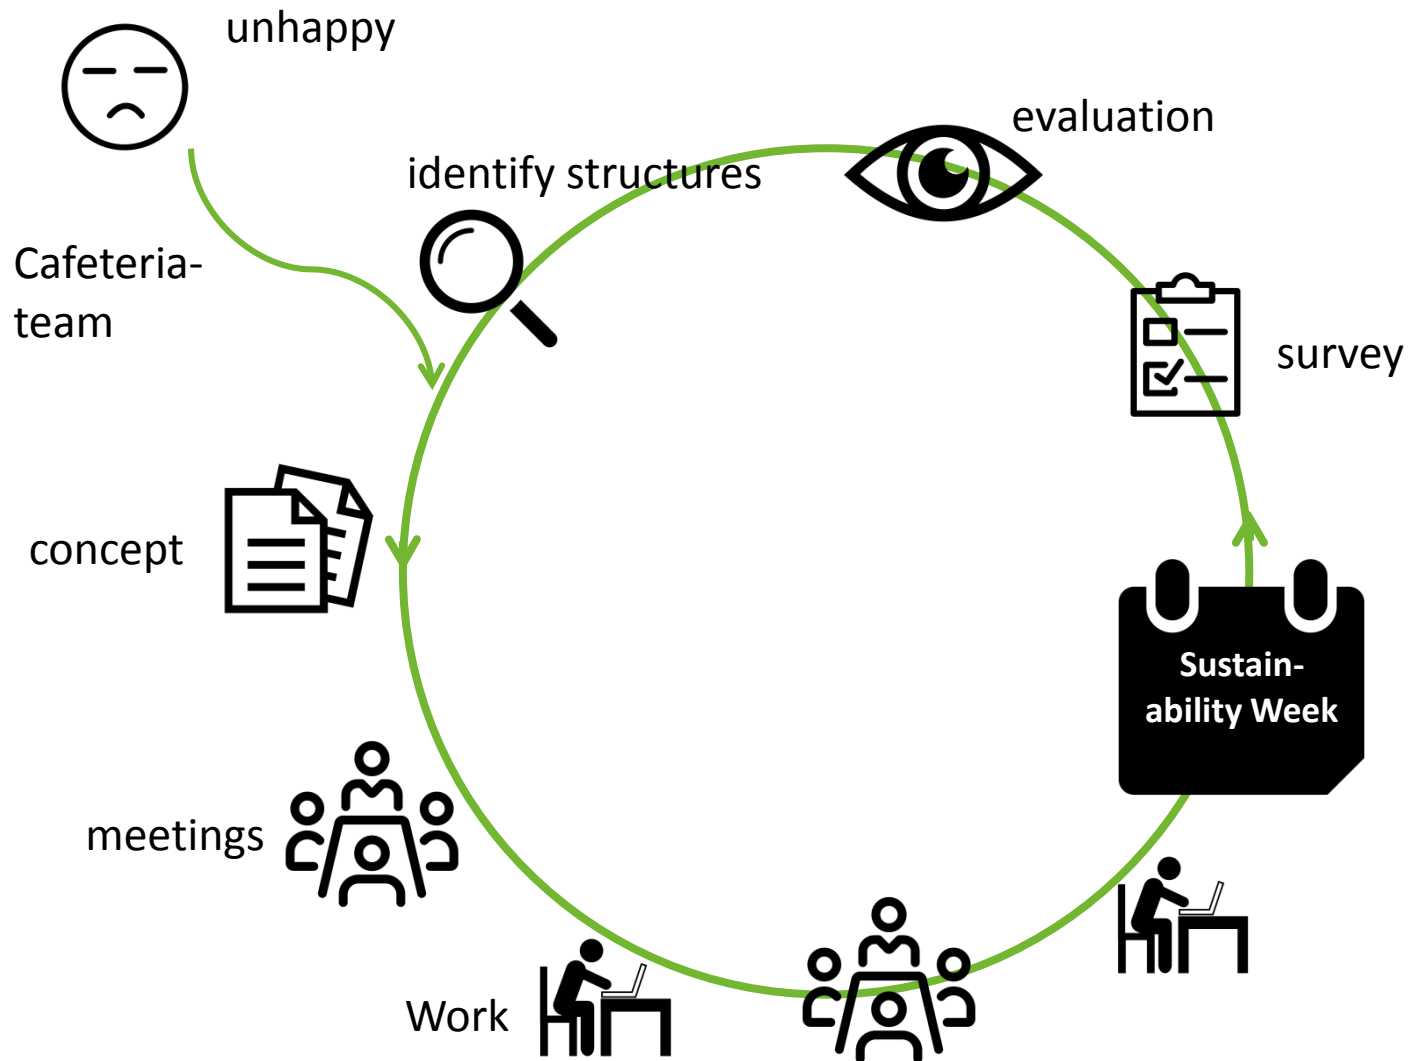 unhappy
evaluation
identify structures
Cafeteria-
team
survey
concept
Sustain-
ability Week
meetings
Work